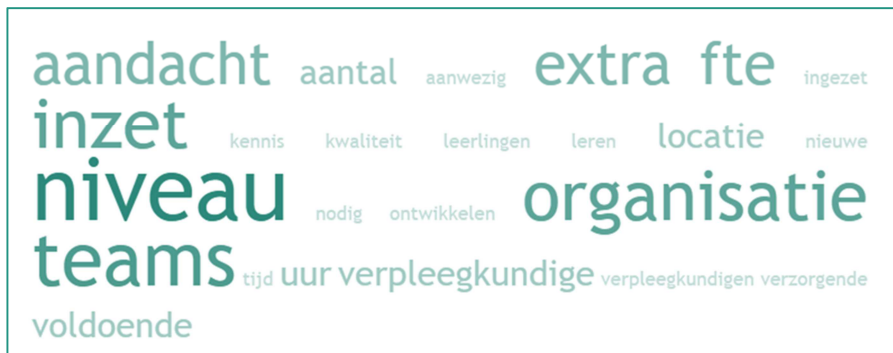 aandacht aantal aanwezig extra fte ingezet
inzet kennis kwaliteit leerlingen leren locatie nieuwe
niveau nodig ontwikkelen organisatie
teams tijd uur verpleegkundige verpleegkundigen verzorgende
voldoende